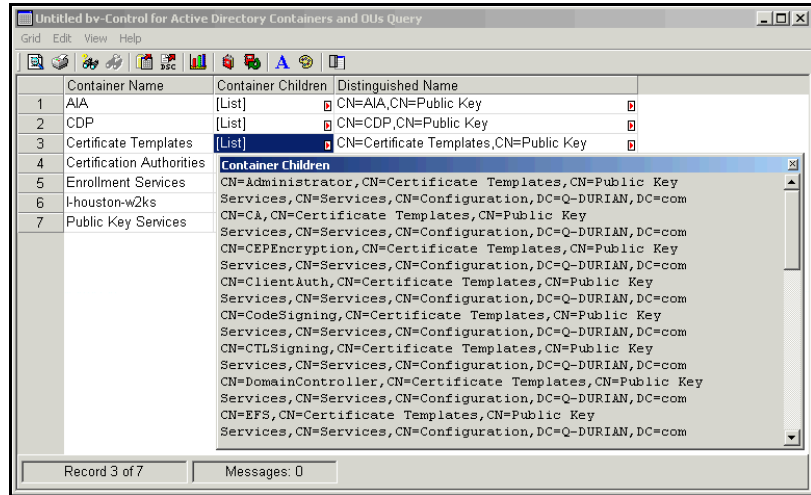 Untitled bv-Control for Active Directory Containers and OUs Query
Grid Edit View Help
DSC A
Container Name Container Children Distinguished Name
1 AIA [List] CN=AIA,CN=Public Key
2 CDP [List] CN=CDP,CN=Public Key
3 Certificate Templates [List] CN=Certificate Templates,CN=Public Key
4 Certification Authorities
5 Enrollment Services
6 l-houston-w2ks
7 Public Key Services
Container Children
CN=Administrator,CN=Certificate Templates,CN=Public Key
Services,CN=Services,CN=Configuration,DC=Q-DURIAN,DC=com
CN=CA,CN=Certificate Templates,CN=Public Key
Services,CN=Services,CN=Configuration,DC=Q-DURIAN,DC=com
CN=CEPEncryption,CN=Certificate Templates,CN=Public Key
Services,CN=Services,CN=Configuration,DC=Q-DURIAN,DC=com
CN=ClientAuth,CN=Certificate Templates,CN=Public Key
Services,CN=Services,CN=Configuration,DC=Q-DURIAN,DC=com
CN=CodeSigning,CN=Certificate Templates,CN=Public Key
Services,CN=Services,CN=Configuration,DC=Q-DURIAN,DC=com
CN=CTLSigning,CN=Certificate Templates,CN=Public Key
Services,CN=Services,CN=Configuration,DC=Q-DURIAN,DC=com
CN=DomainController,CN=Certificate Templates,CN=Public Key
Services,CN=Services,CN=Configuration,DC=Q-DURIAN,DC=com
CN=EFS,CN=Certificate Templates,CN=Public Key
Services,CN=Services,CN=Configuration,DC=Q-DURIAN,DC=com
Record 3 of 7 Messages: 0